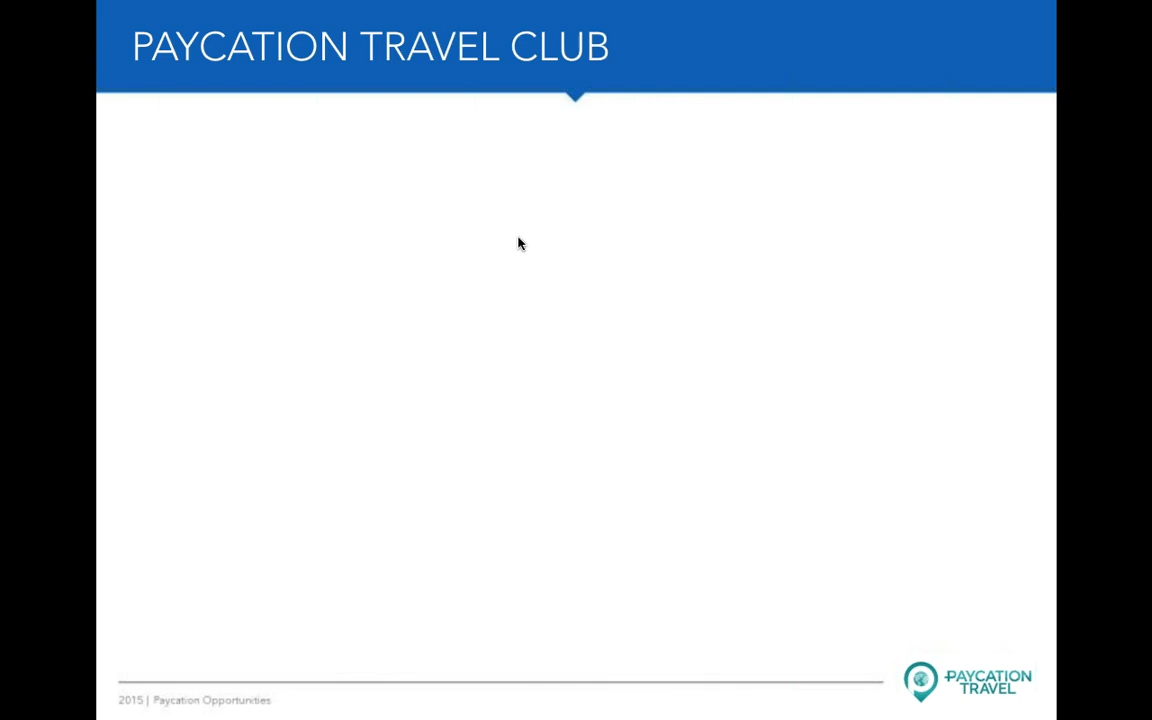 PAYCATION TRAVEL CLUB
2015 | Paycation Opportunities
PAYCATION
TRAVEL